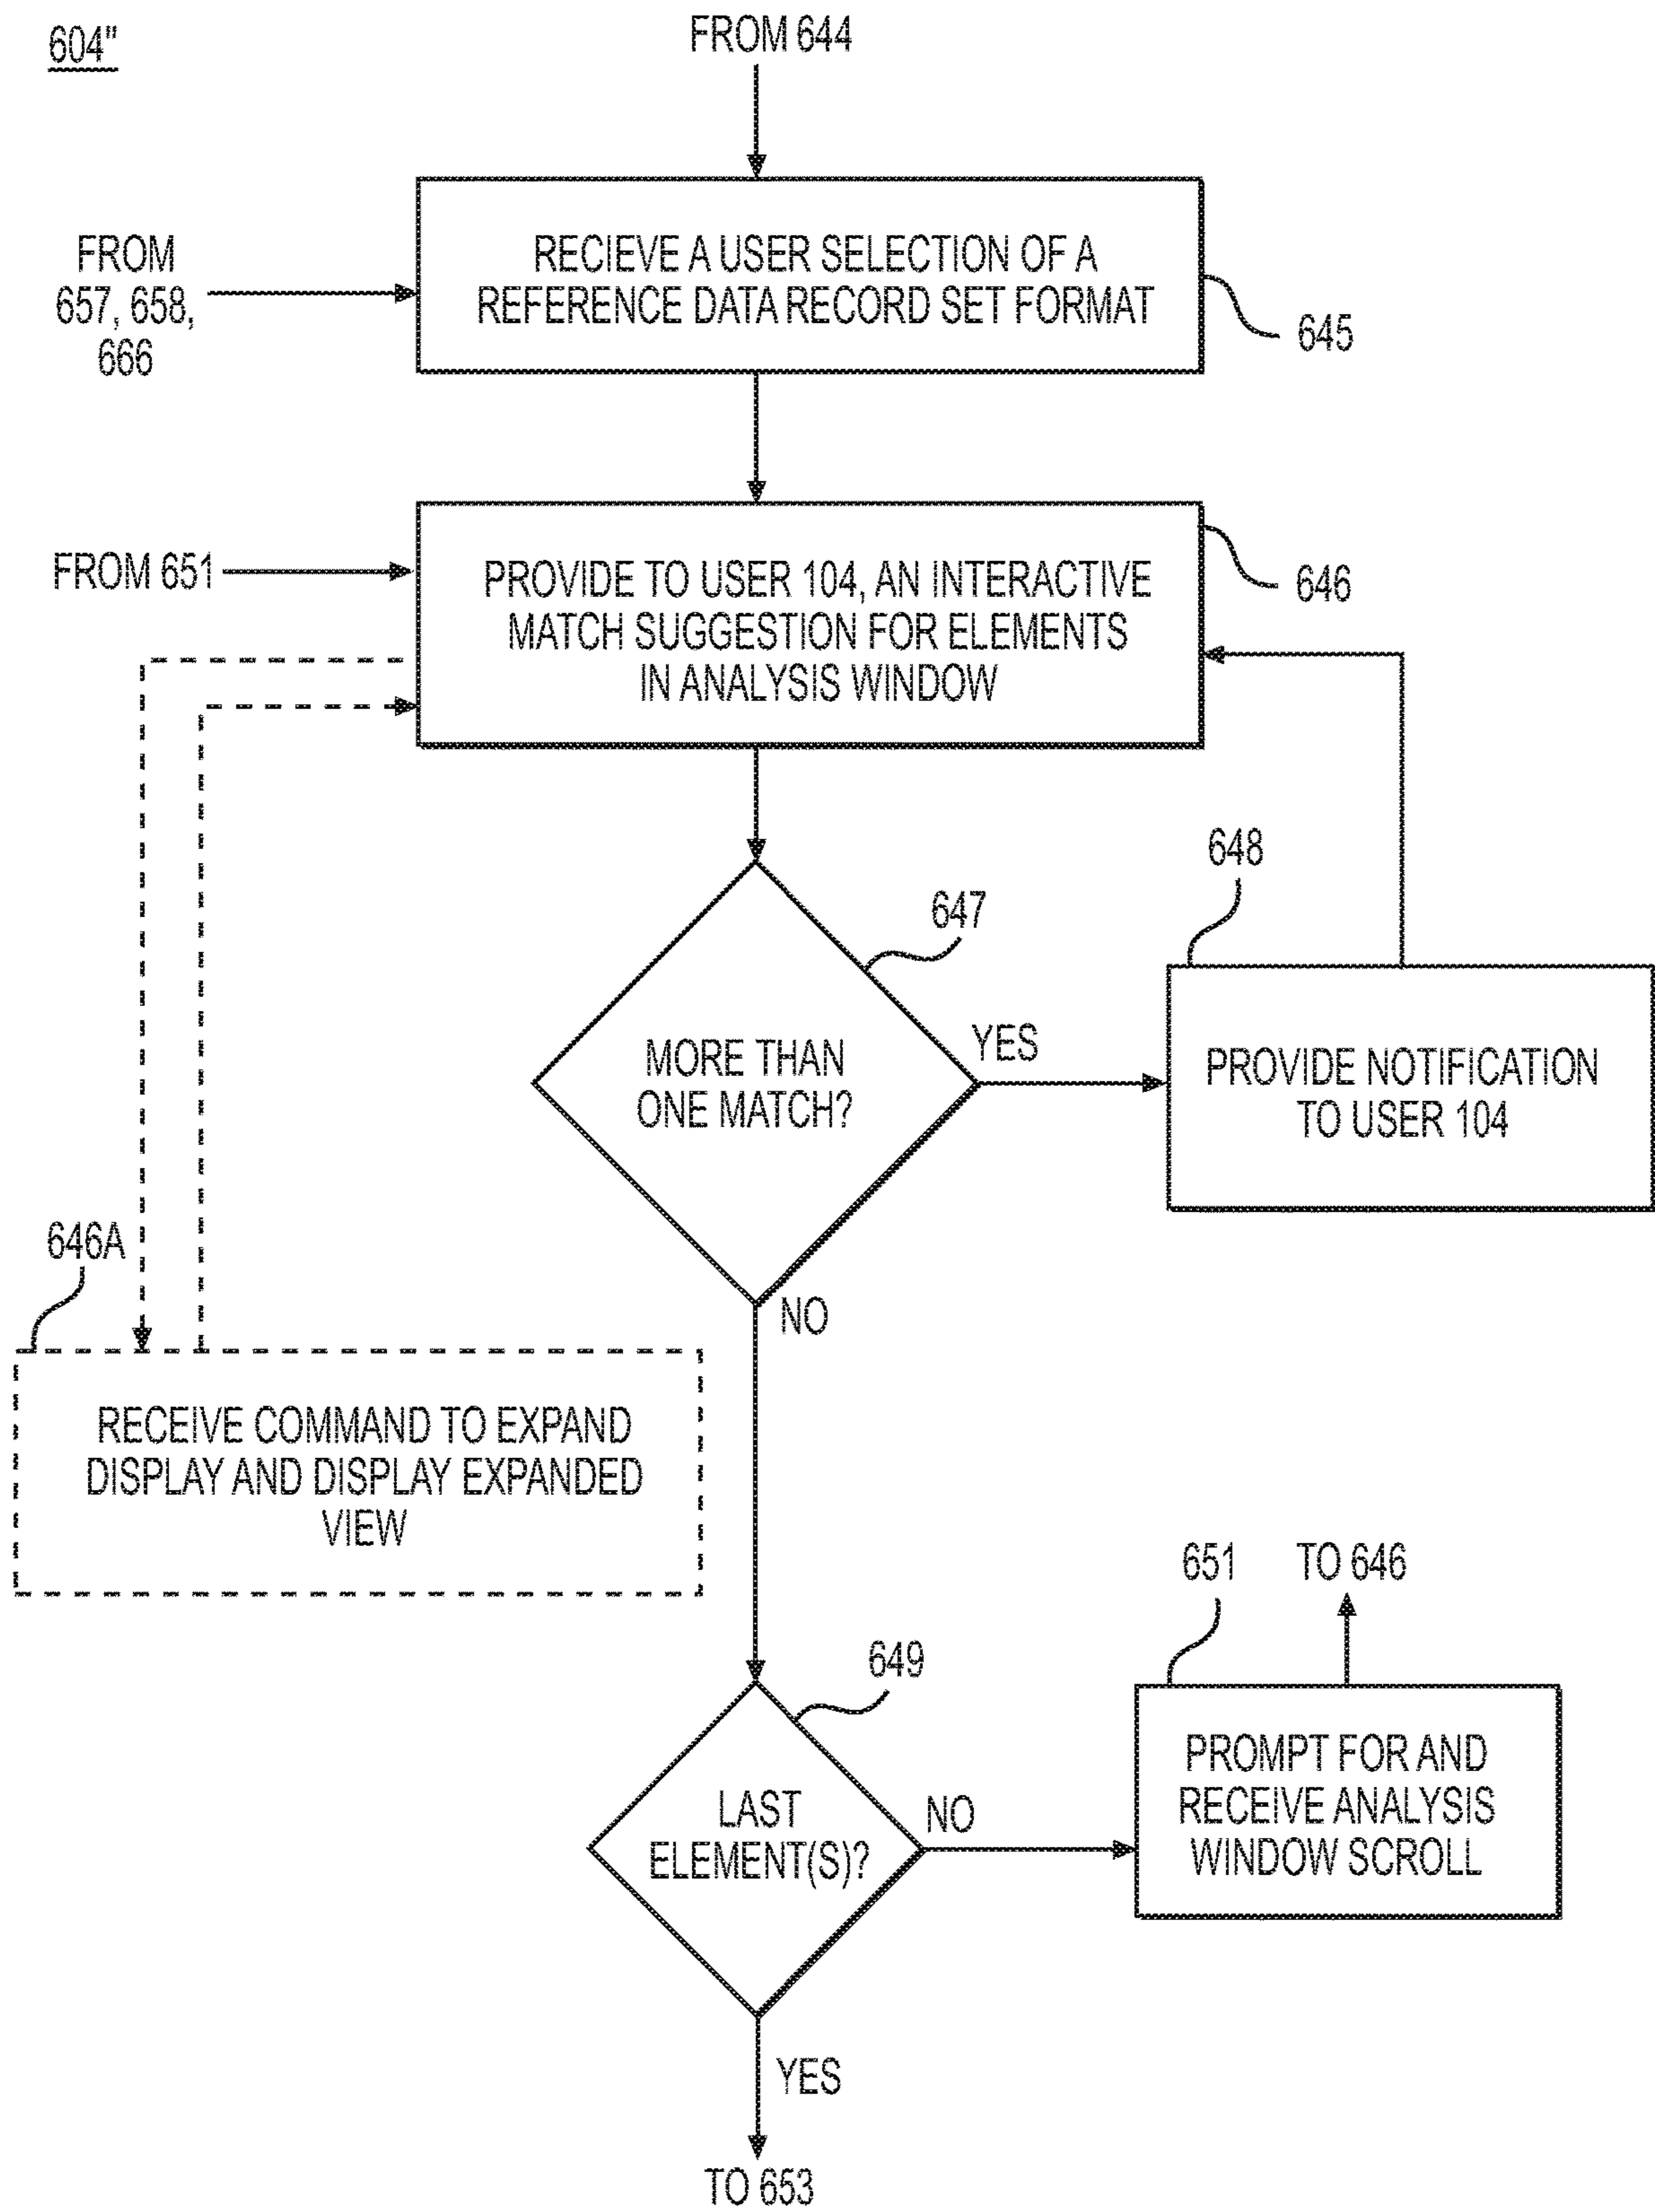 604"
FROM 644
FROM
657, 658,
666
RECIEVE A USER SELECTION OF A
REFERENCE DATA RECORD SET FORMAT
645
FROM 651
PROVIDE TO USER 104, AN INTERACTIVE
MATCH SUGGESTION FOR ELEMENTS
IN ANALYSIS WINDOW
646
647
648
MORE THAN
ONE MATCH?
YES
PROVIDE NOTIFICATION
TO USER 104
NO
646A
RECEIVE COMMAND TO EXPAND
DISPLAY AND DISPLAY EXPANDED
VIEW
649
651
TO 646
LAST
ELEMENT(S)?
NO
PROMPT FOR AND
RECEIVE ANALYSIS
WINDOW SCROLL
YES
TO 653